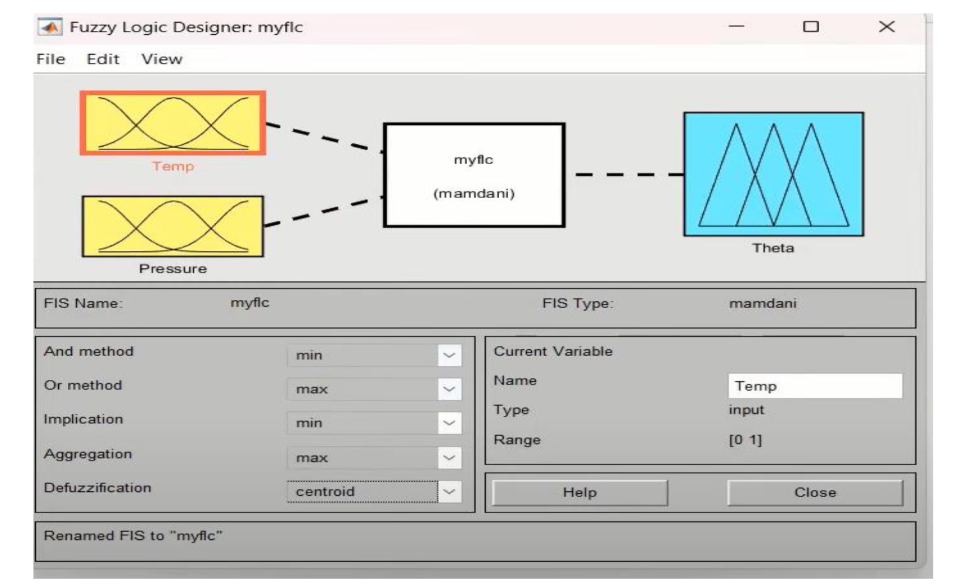 Fuzzy Logic Designer: myflc
File Edit View
Temp
myflc
(mamdani)
Pressure
Theta
FIS Name: myflc FIS Type: mamdani
And method min
Or method max
Implication min
Aggregation max
Defuzzification centroid
Current Variable
Name Temp
Type input
Range [0 1]
Help Close
Renamed FIS to "myflc"